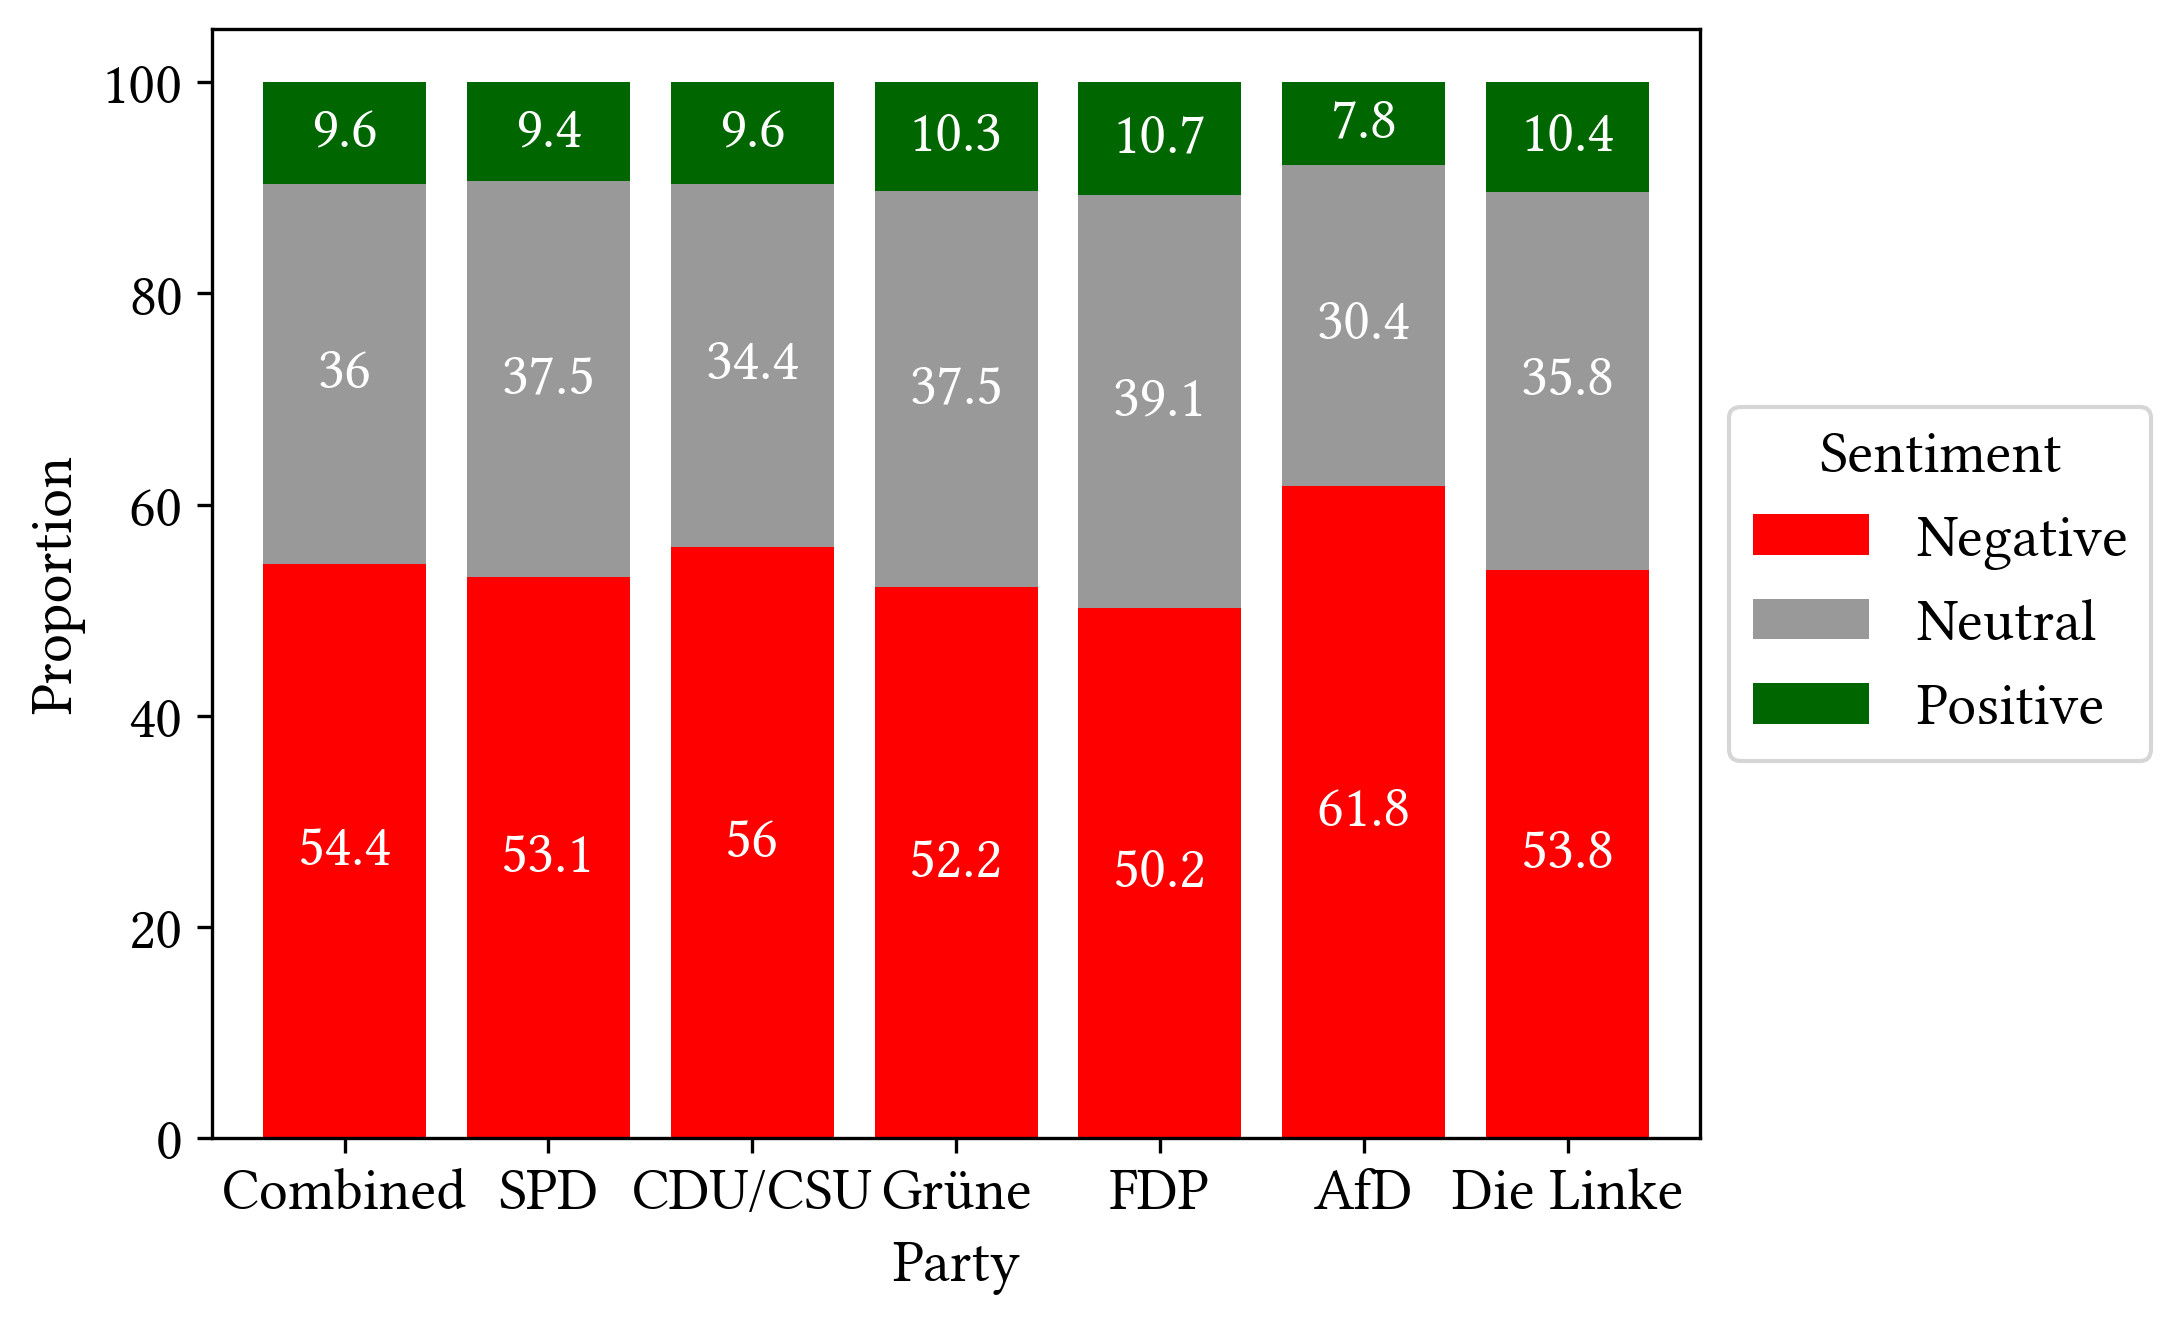 100
80
60
40
20
0
Proportion
9.6 9.4 9.6 10.3 10.7 7.8 10.4
36 37.5 34.4 37.5 39.1 30.4 35.8
54.4 53.1 56 52.2 50.2 61.8 53.8
Combined SPD CDU/CSU Grüne FDP AfD Die Linke
Party
Sentiment
Negative
Neutral
Positive